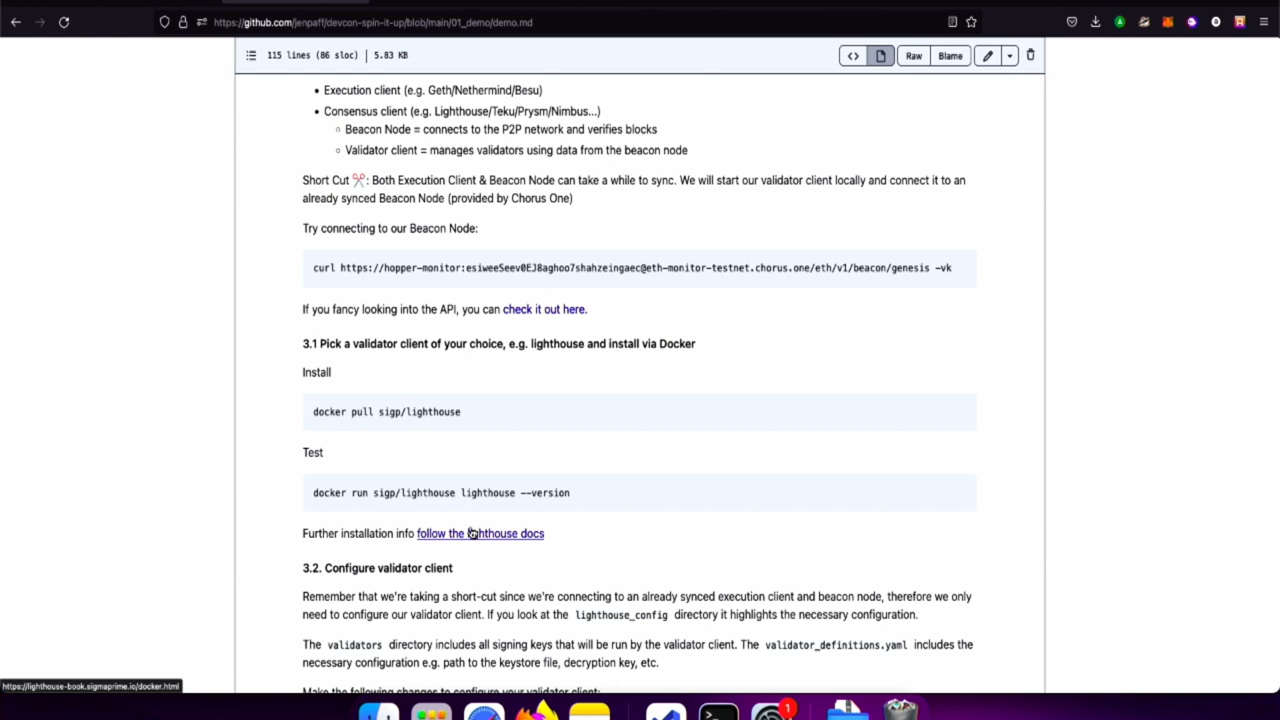 https://github.com/jenpaff/devcon-spin-it-up/blob/main/01_demo/demo.md
115 lines (86 sloc) | 5.83 KB
Raw
Blame
Execution client (e.g. Geth/Nethermind/Besu)
Consensus client (e.g. Lighthouse/Teku/Prysm/Nimbus...)
Beacon Node = connects to the P2P network and verifies blocks
Validator client = manages validators using data from the beacon node
Short Cut ✂️: Both Execution Client & Beacon Node can take a while to sync. We will start our validator client locally and connect it to an
already synced Beacon Node (provided by Chorus One)
Try connecting to our Beacon Node:
curl https://hopper-monitor:esiweeSeev0EJ8aghoo7shahzeingaec@eth-monitor-testnet.chorus.one/eth/v1/beacon/genesis -vk
If you fancy looking into the API, you can check it out here.
3.1 Pick a validator client of your choice, e.g. lighthouse and install via Docker
Install
docker pull sigp/lighthouse
Test
docker run sigp/lighthouse lighthouse --version
Further installation info follow the lighthouse docs
3.2. Configure validator client
Remember that we're taking a short-cut since we're connecting to an already synced execution client and beacon node, therefore we only
need to configure our validator client. If you look at the lighthouse_config directory it highlights the necessary configuration.
The validators directory includes all signing keys that will be run by the validator client. The validator_definitions.yaml includes the
necessary configuration e.g. path to the keystore file, decryption key, etc.
Make the following changes to configure your validator client:
https://lighthouse-book.sigmaprime.io/docker.html
1